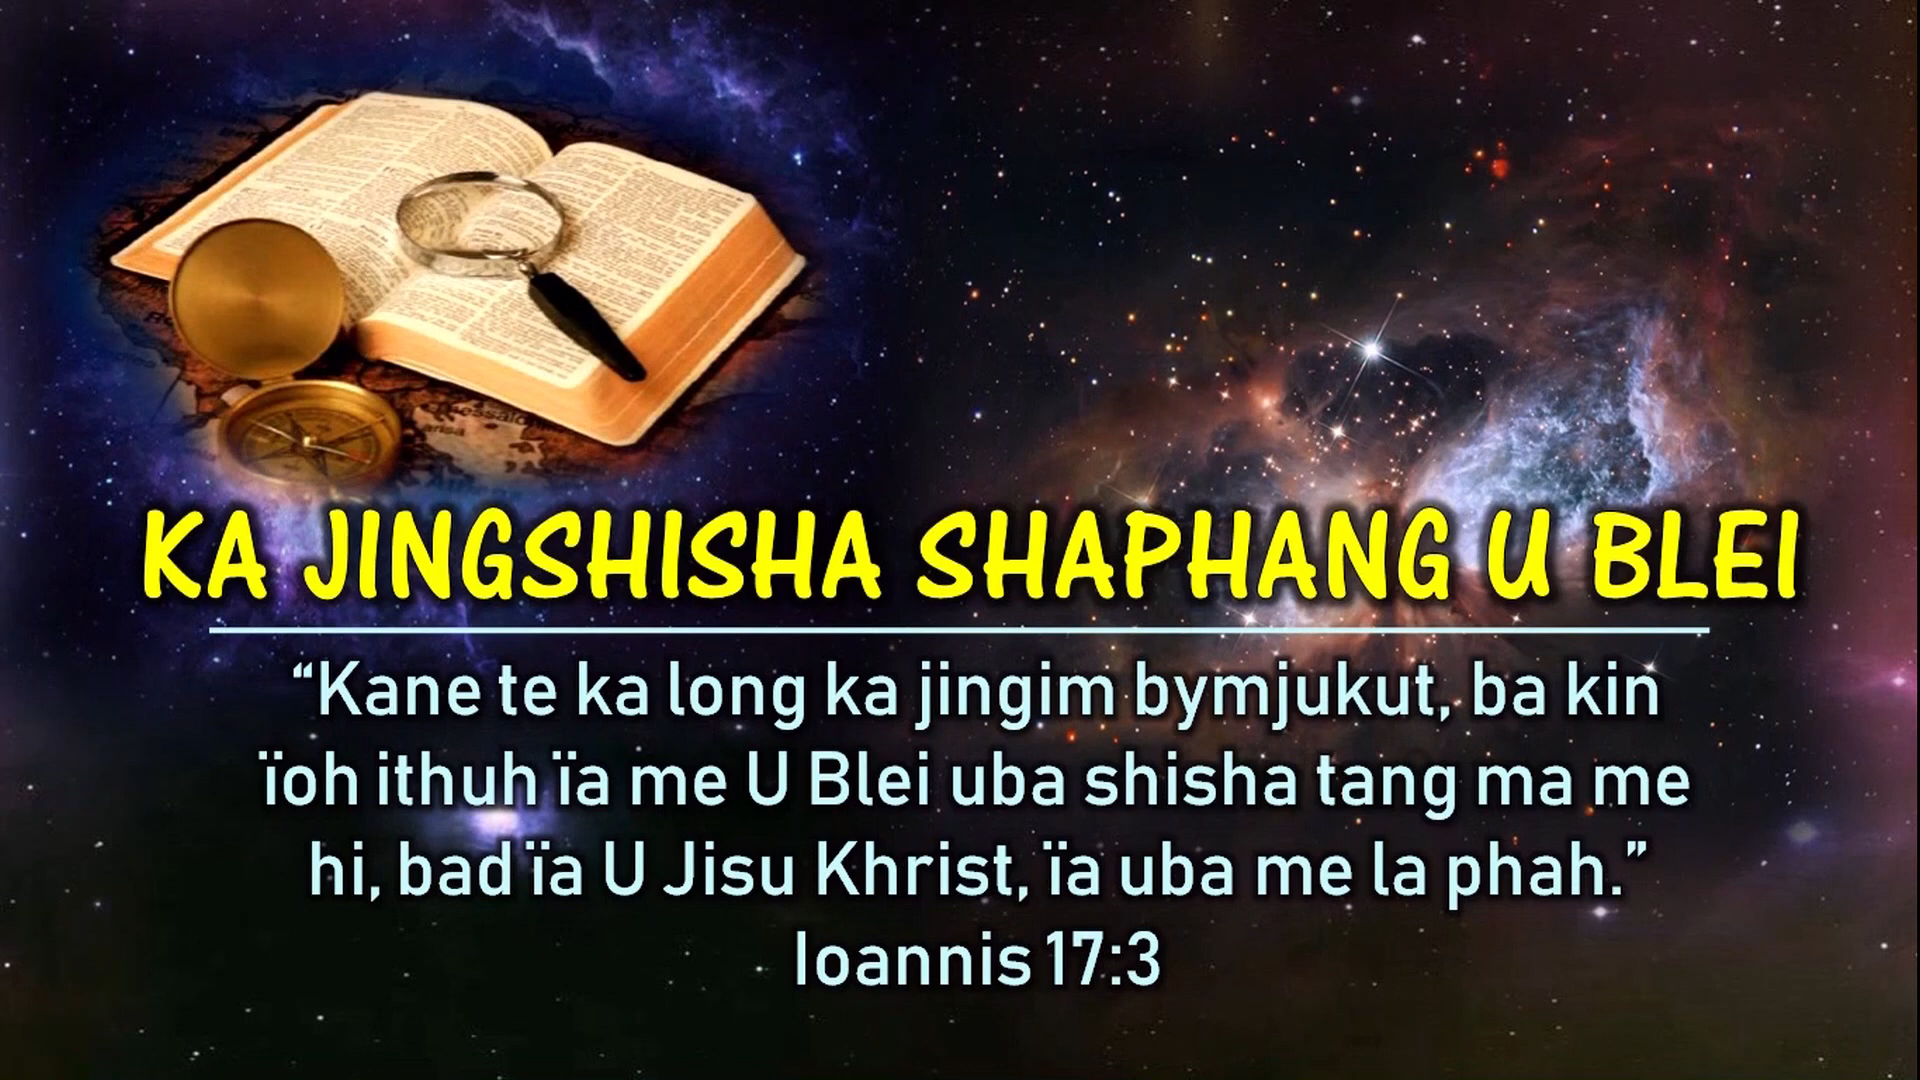 KA JINGSHISHA SHAPHANG U BLEI
“Kane te ka long ka jingim bymjukut, ba kin
ïoh ithuh ïa me U Blei uba shisha tang ma me
hi, bad ïa U Jisu Khrist, ïa uba me la phah.”
Ioannis 17:3